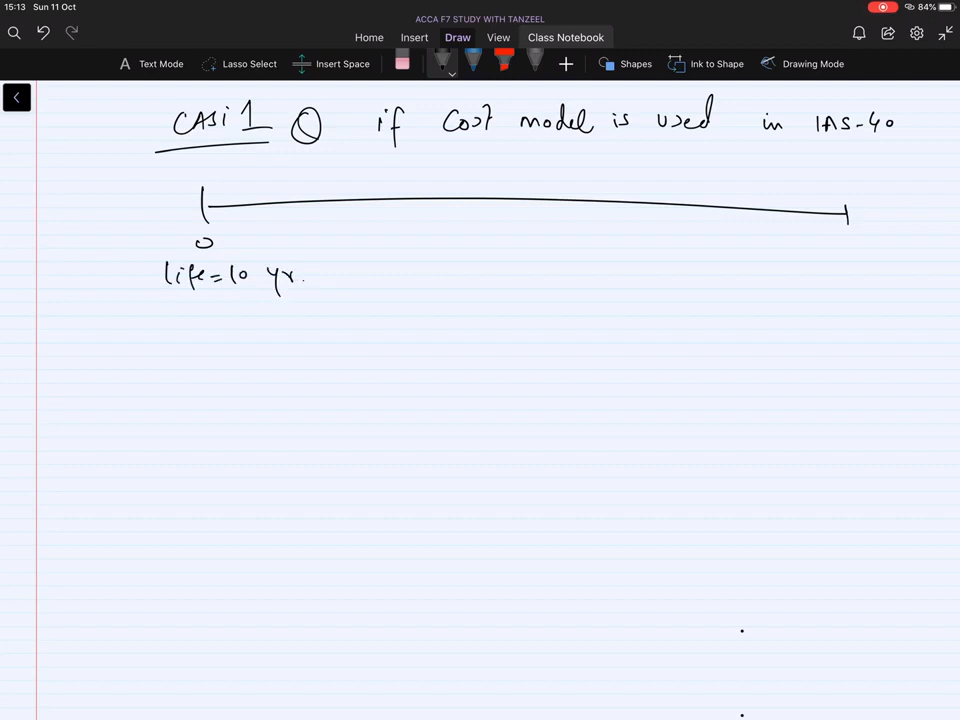 15:13 Sun 11 Oct
84%
ACCA F7 STUDY WITH TANZEEL
Home Insert Draw View Class Notebook
Text Mode Lasso Select Insert Space Shapes Ink to Shape Drawing Mode
CASi 1 if Cost model is used in IAS-40
0
life=10 yr.